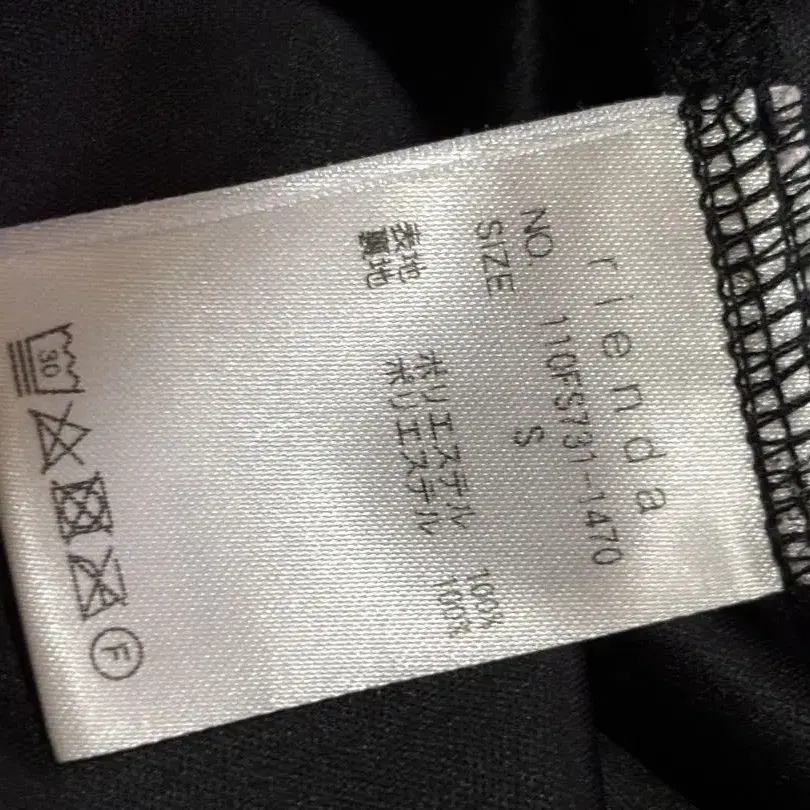 rienda
NO. 110FS731-1470
SIZE S
表地 ポリエステル 100%
裏地 ポリエステル 100%
30
F